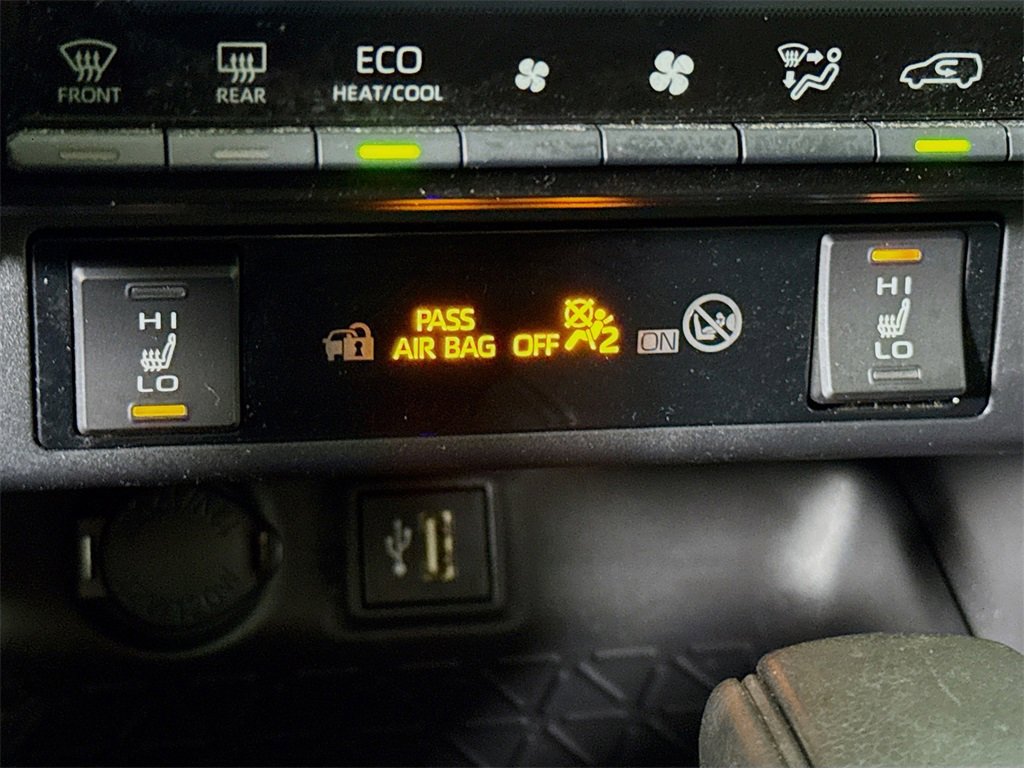 FRONT
REAR
ECO
HEAT/COOL
HI
LO
PASS
AIR BAG OFF 2
ON
HI
LO